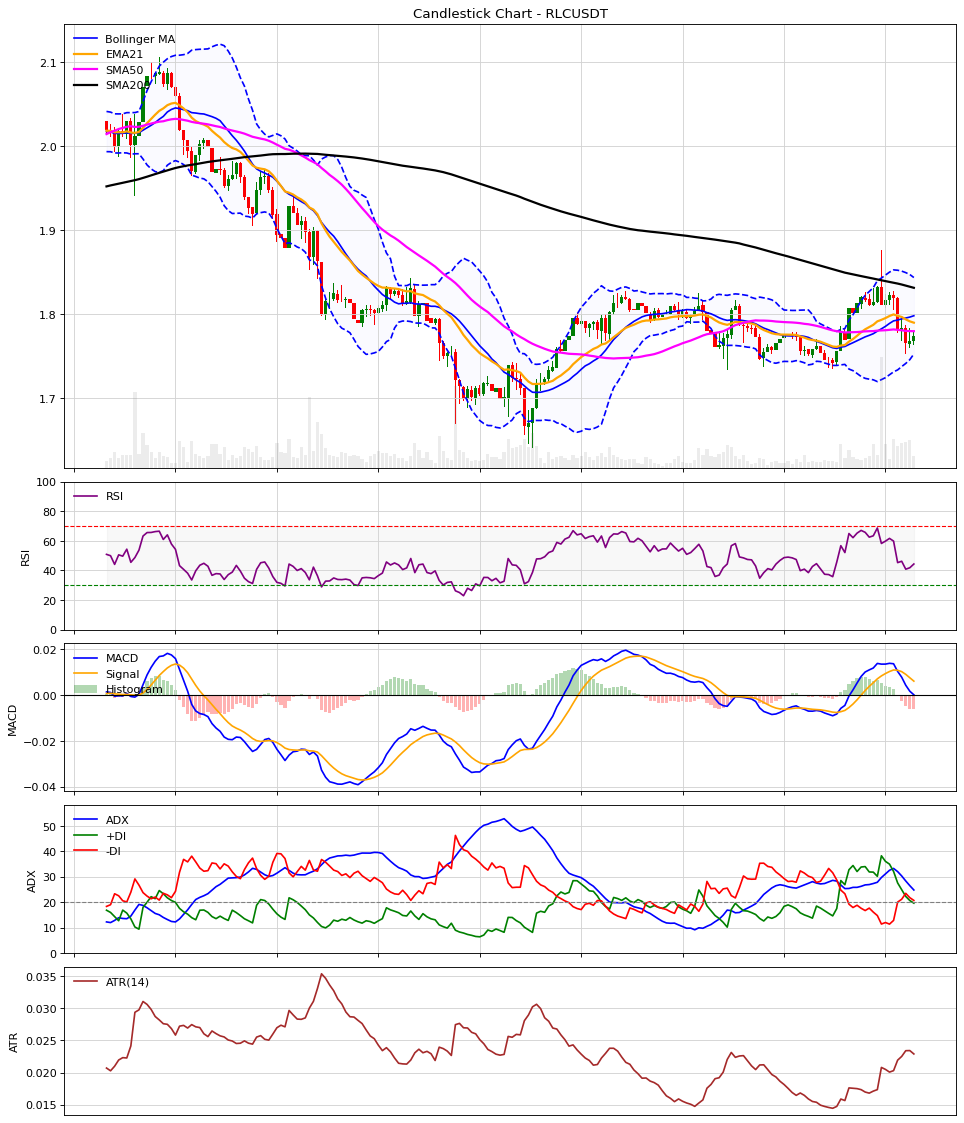 Candlestick Chart - RLCUSDT
Bollinger MA
EMA21
SMA50
SMA200
2.1
2.0
1.9
1.8
1.7
RSI
100
80
60
40
20
0
RSI
MACD
Signal
Histogram
0.02
0.00
−0.02
−0.04
MACD
ADX
+DI
-DI
50
40
30
20
10
0
ADX
ATR(14)
0.035
0.030
0.025
0.020
0.015
ATR